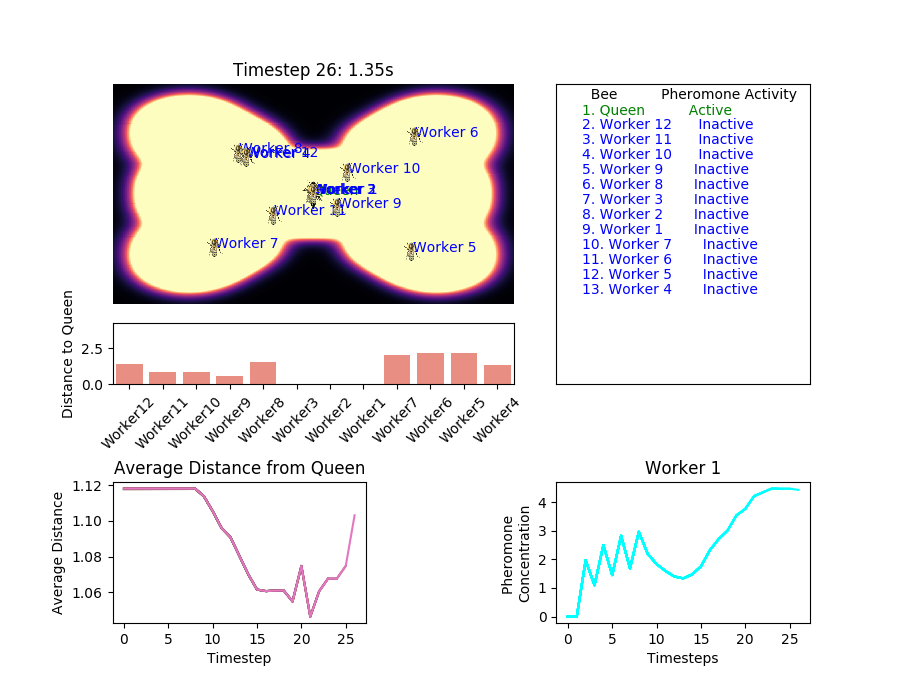 Timestep 26: 1.35s
Worker 6
Worker 8
Worker 12
Worker 10
Worker 9
Worker 11
Worker 7
Worker 5
Bee Pheromone Activity
1. Queen Active
2. Worker 12 Inactive
3. Worker 11 Inactive
4. Worker 10 Inactive
5. Worker 9 Inactive
6. Worker 8 Inactive
7. Worker 3 Inactive
8. Worker 2 Inactive
9. Worker 1 Inactive
10. Worker 7 Inactive
11. Worker 6 Inactive
12. Worker 5 Inactive
13. Worker 4 Inactive
Distance to Queen
2.5
0.0
Worker12
Worker11
Worker10
Worker9
Worker8
Worker3
Worker2
Worker1
Worker7
Worker6
Worker5
Worker4
Average Distance from Queen
Average Distance
1.12
1.10
1.08
1.06
0 5 10 15 20 25
Timestep
Worker 1
Pheromone
Concentration
4
3
2
1
0
0 5 10 15 20 25
Timesteps